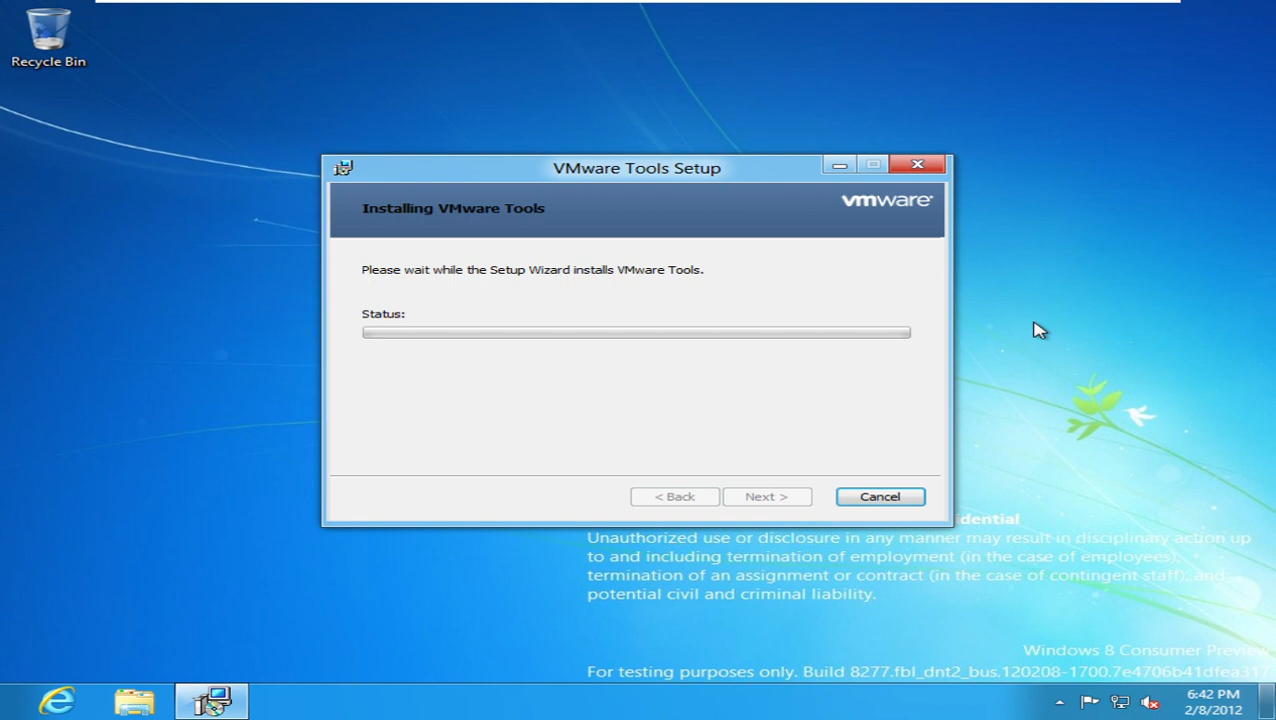 Recycle Bin
VMware Tools Setup
Installing VMware Tools
vmware
Please wait while the Setup Wizard installs VMware Tools.
Status:
< Back
Next >
Cancel
dential
Unauthorized use or disclosure in any manner may result in disciplinary action up
to and including termination of employment (in the case of employees),
termination of an assignment or contract (in the case of contingent staff), and
potential civil and criminal liability.
Windows 8 Consumer Preview
For testing purposes only. Build 8277.fbl_dnt2_bus.120208-1700.7e4706b41dfea317
6:42 PM
2/8/2012